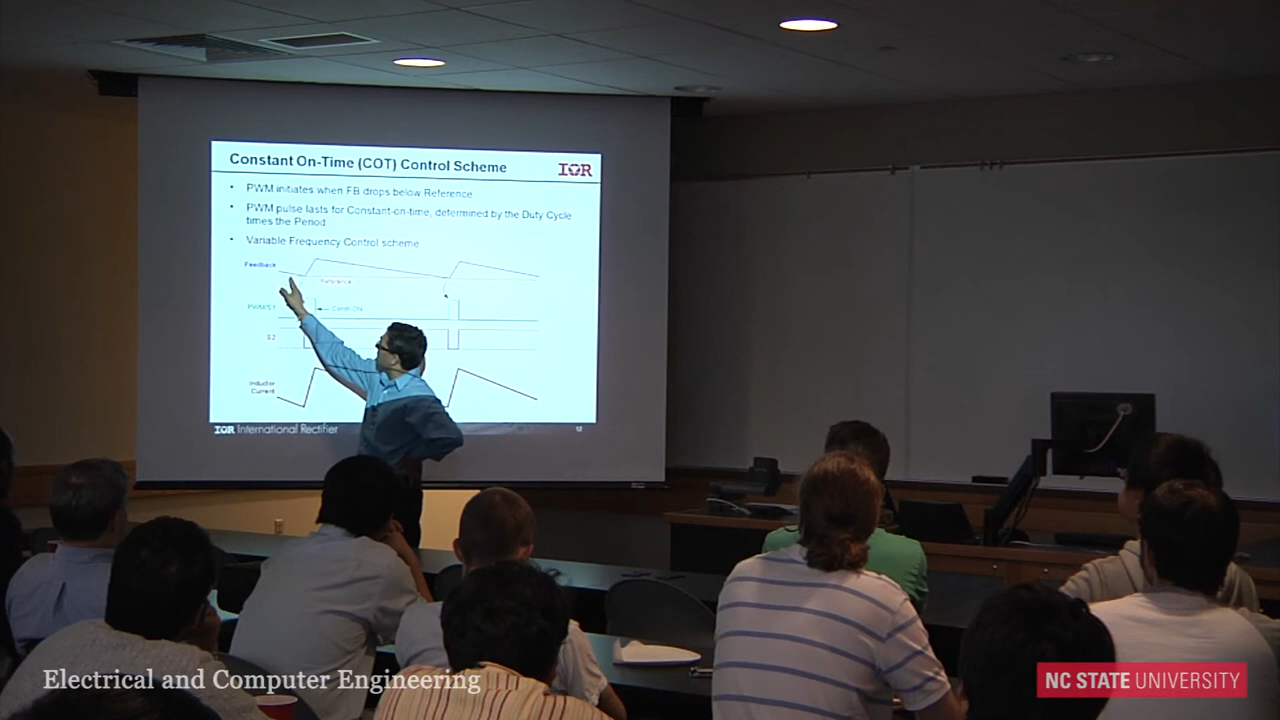 Constant On-Time (COT) Control Scheme
IOR
• PWM initiates when FB drops below Reference
• PWM pulse lasts for Constant-on-time, determined by the Duty Cycle
times the Period
• Variable Frequency Control scheme
Feedback
Reference
PWM/S1
Const ON
S2
Inductor
Current
IOR International Rectifier
12
Electrical and Computer Engineering
NC STATE UNIVERSITY